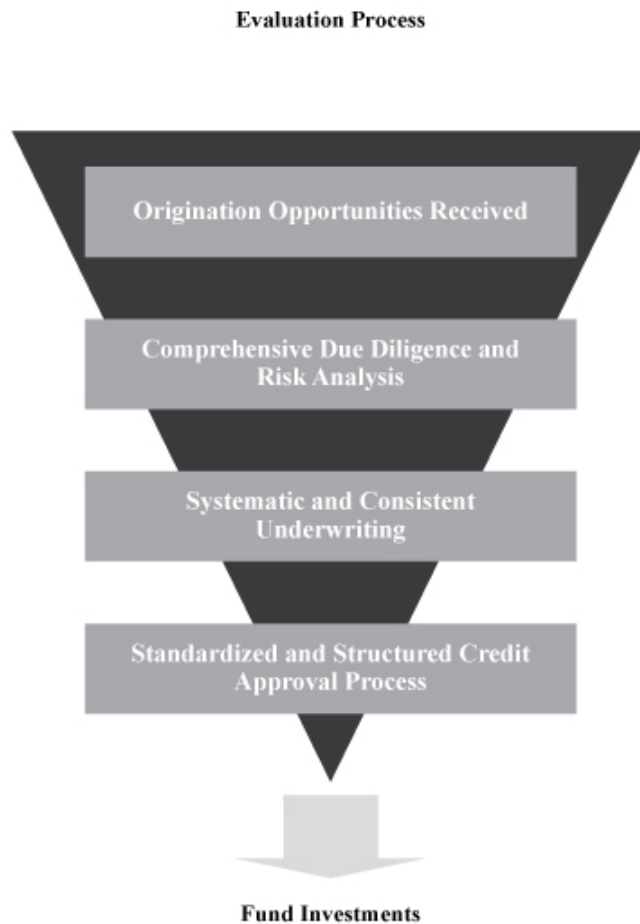 Evaluation Process
Origination Opportunities Received
Comprehensive Due Diligence and
Risk Analysis
Systematic and Consistent
Underwriting
Standardized and Structured Credit
Approval Process
Fund Investments